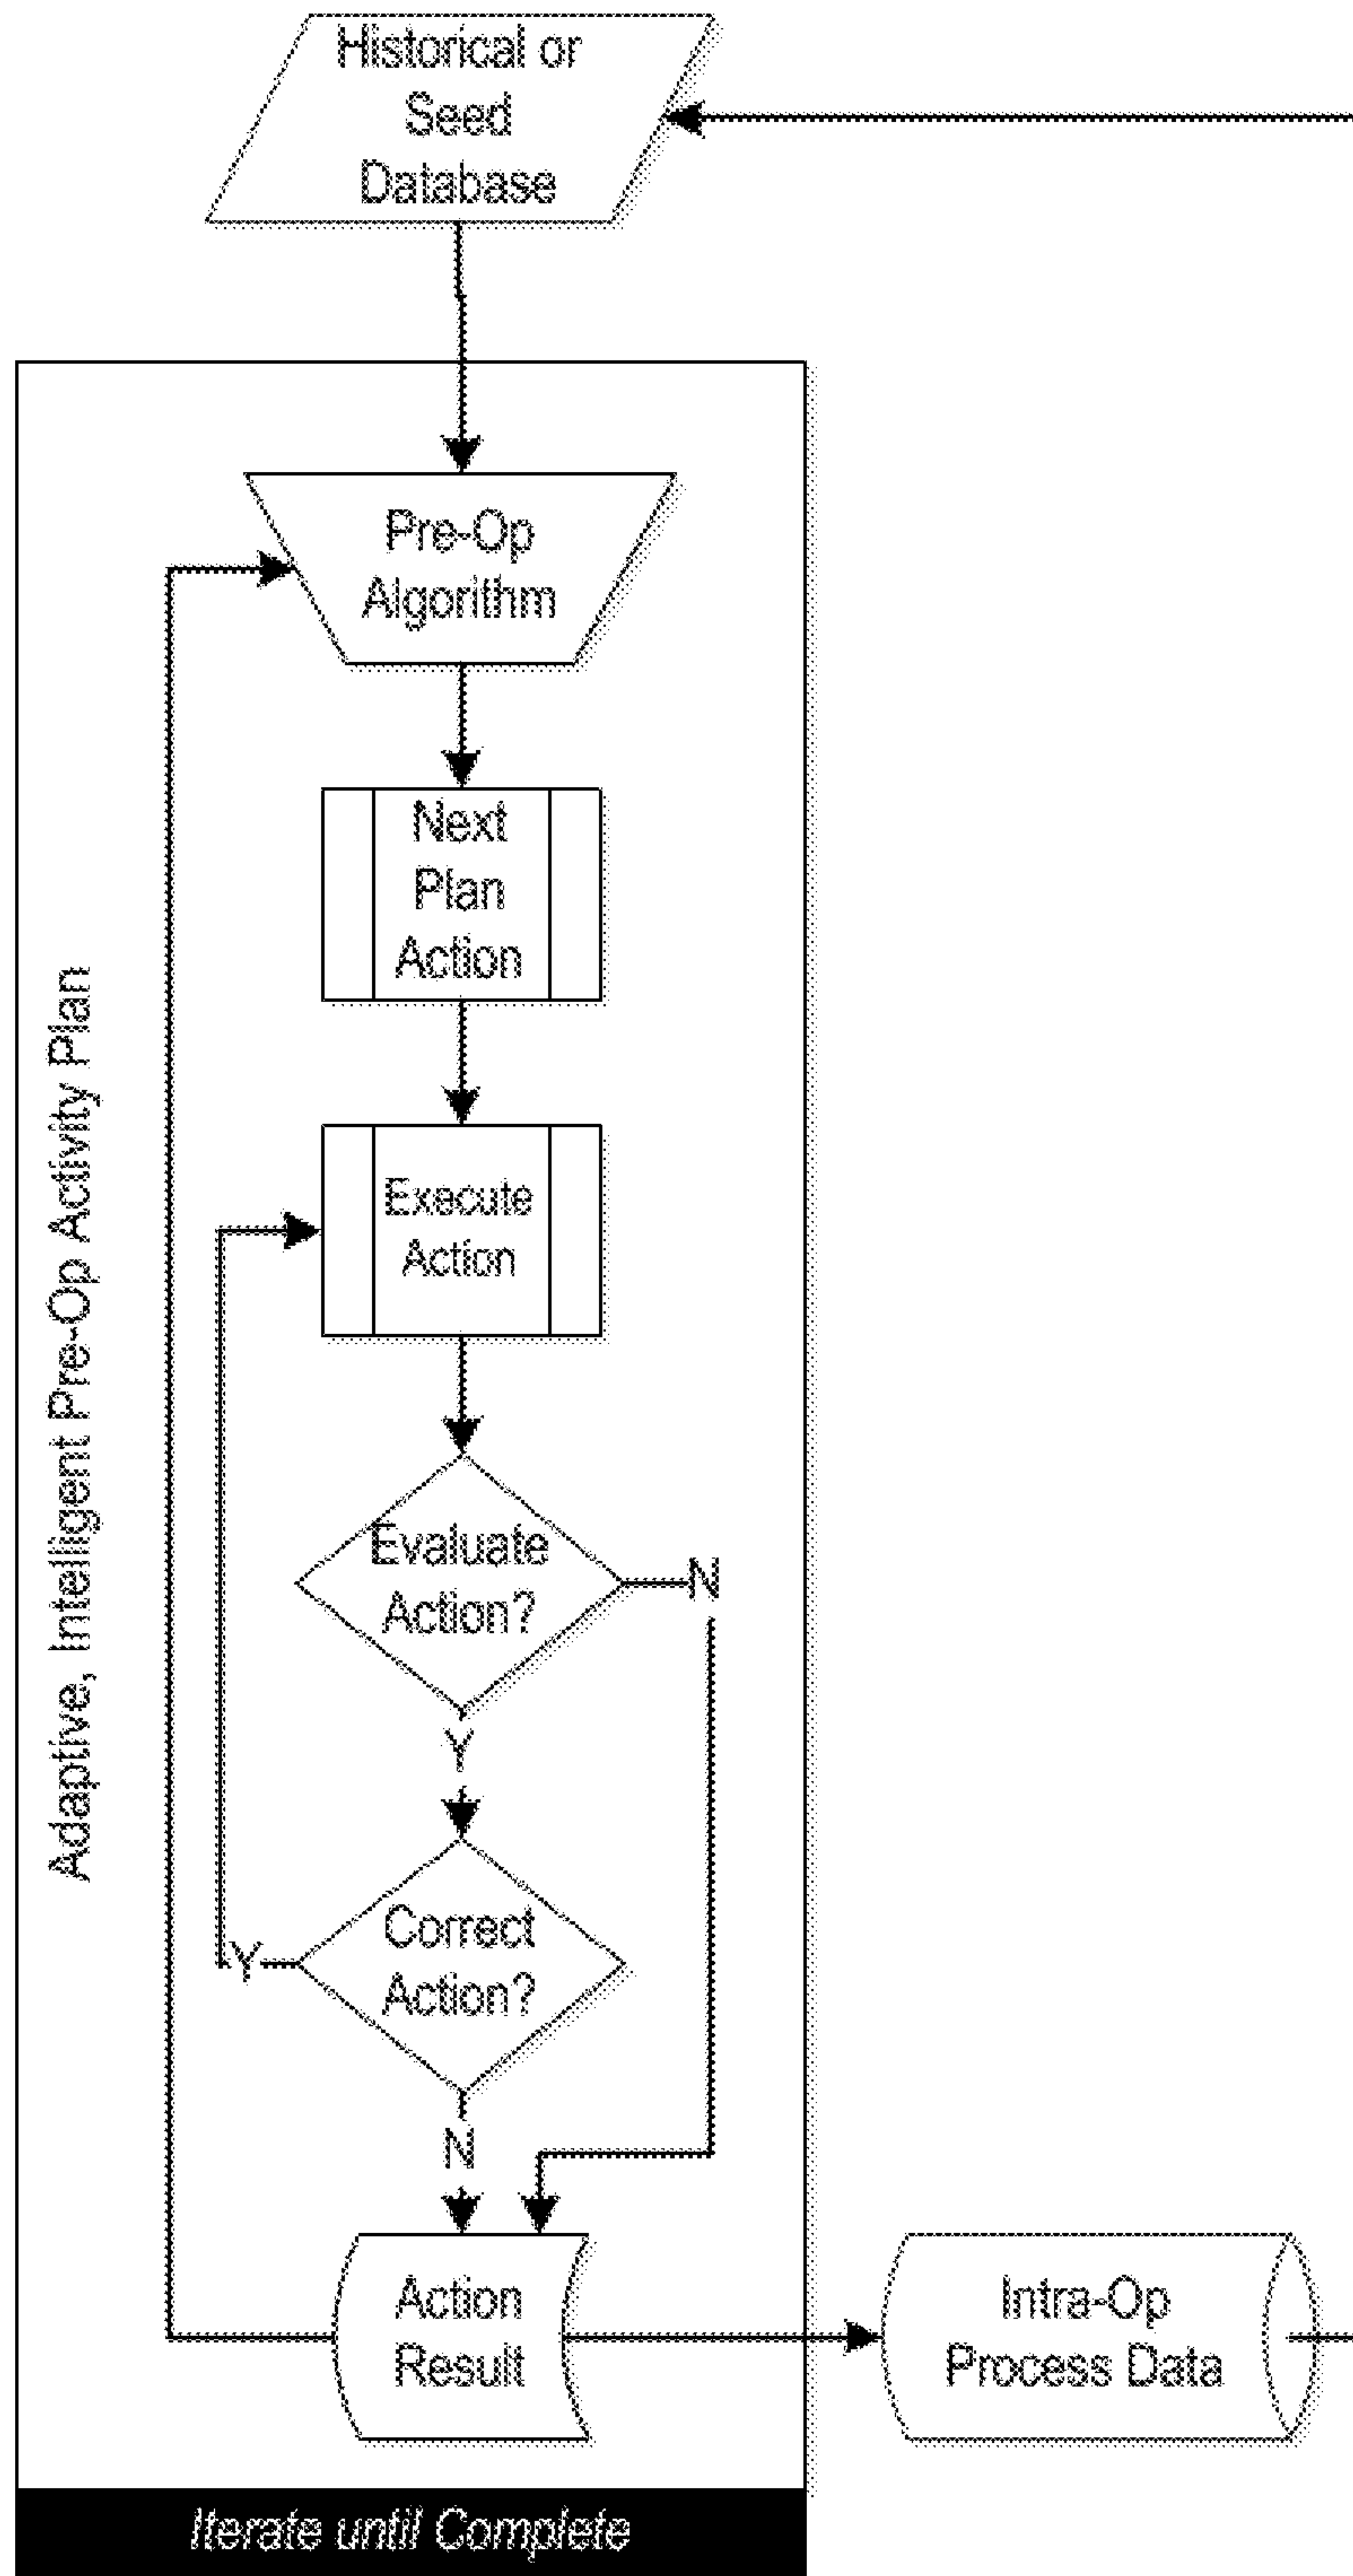 Historical or
Seed
Database
Pre-Op
Algorithm
Next
Plan
Action
Execute
Action
Evaluate
Action?
N
Y
Correct
Action?
Y
N
Action
Result
Intra-Op
Process Data
Adaptive, Intelligent Pre-Op Activity Plan
Iterate until Complete